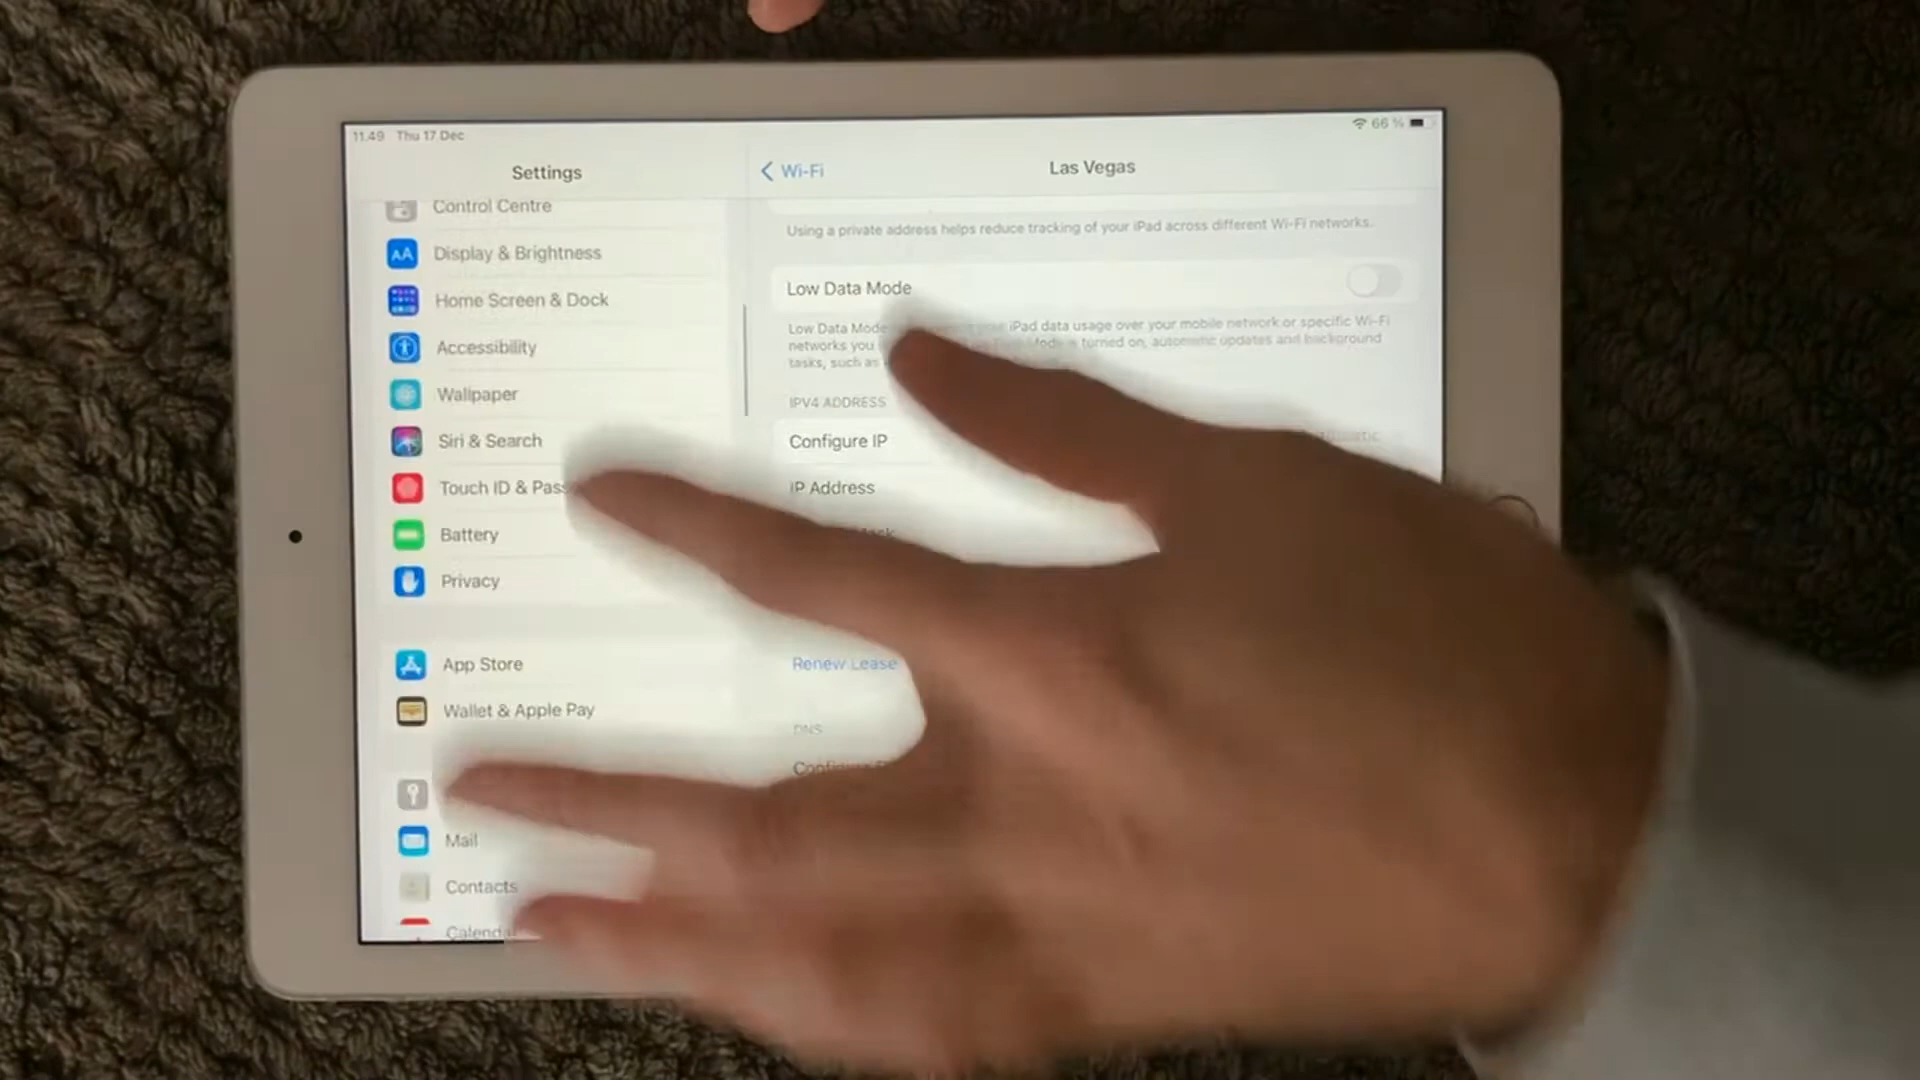 11.49 Thu 17 Dec
66 %
Settings
Wi-Fi
Las Vegas
Control Centre
Display & Brightness
Home Screen & Dock
Accessibility
Wallpaper
Siri & Search
Touch ID & Pass
Battery
Privacy
App Store
Wallet & Apple Pay
Mail
Contacts
Calenda
Using a private address helps reduce tracking of your iPad across different Wi-Fi networks.
Low Data Mode
Low Data Mode your iPad data usage over your mobile network or specific Wi-Fi
networks you Mode is turned on, automatic updates and background
tasks, such as
IPV4 ADDRESS
Configure IP
IP Address
Renew Lease
DNS